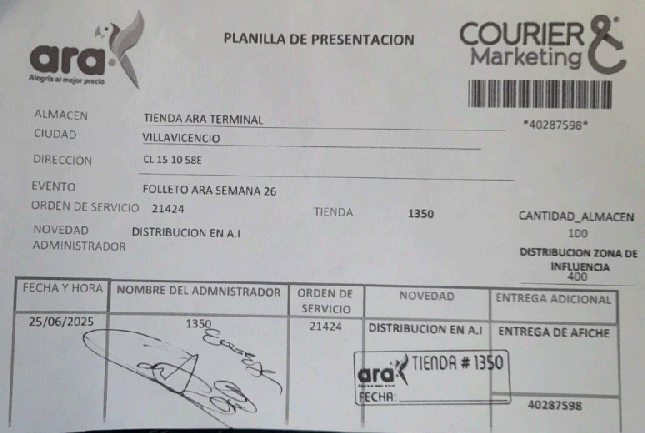 ara
Alegría al mejor precio
PLANILLA DE PRESENTACION
COURIER &
Marketing
*40287598*
ALMACEN TIENDA ARA TERMINAL
CIUDAD VILLAVICENCIO
DIRECCION CL 15 10 58E
EVENTO FOLLETO ARA SEMANA 26
ORDEN DE SERVICIO 21424 TIENDA 1350 CANTIDAD_ALMACEN
100
NOVEDAD DISTRIBUCION EN A.I
ADMINISTRADOR
DISTRIBUCION ZONA DE
INFLUENCIA
400
FECHA Y HORA NOMBRE DEL ADMNISTRADOR ORDEN DE SERVICIO NOVEDAD ENTREGA ADICIONAL
25/06/2025 1350 21424 DISTRIBUCION EN A.I ENTREGA DE AFICHE
ara TIENDA # 1350
FECHA:
40287598